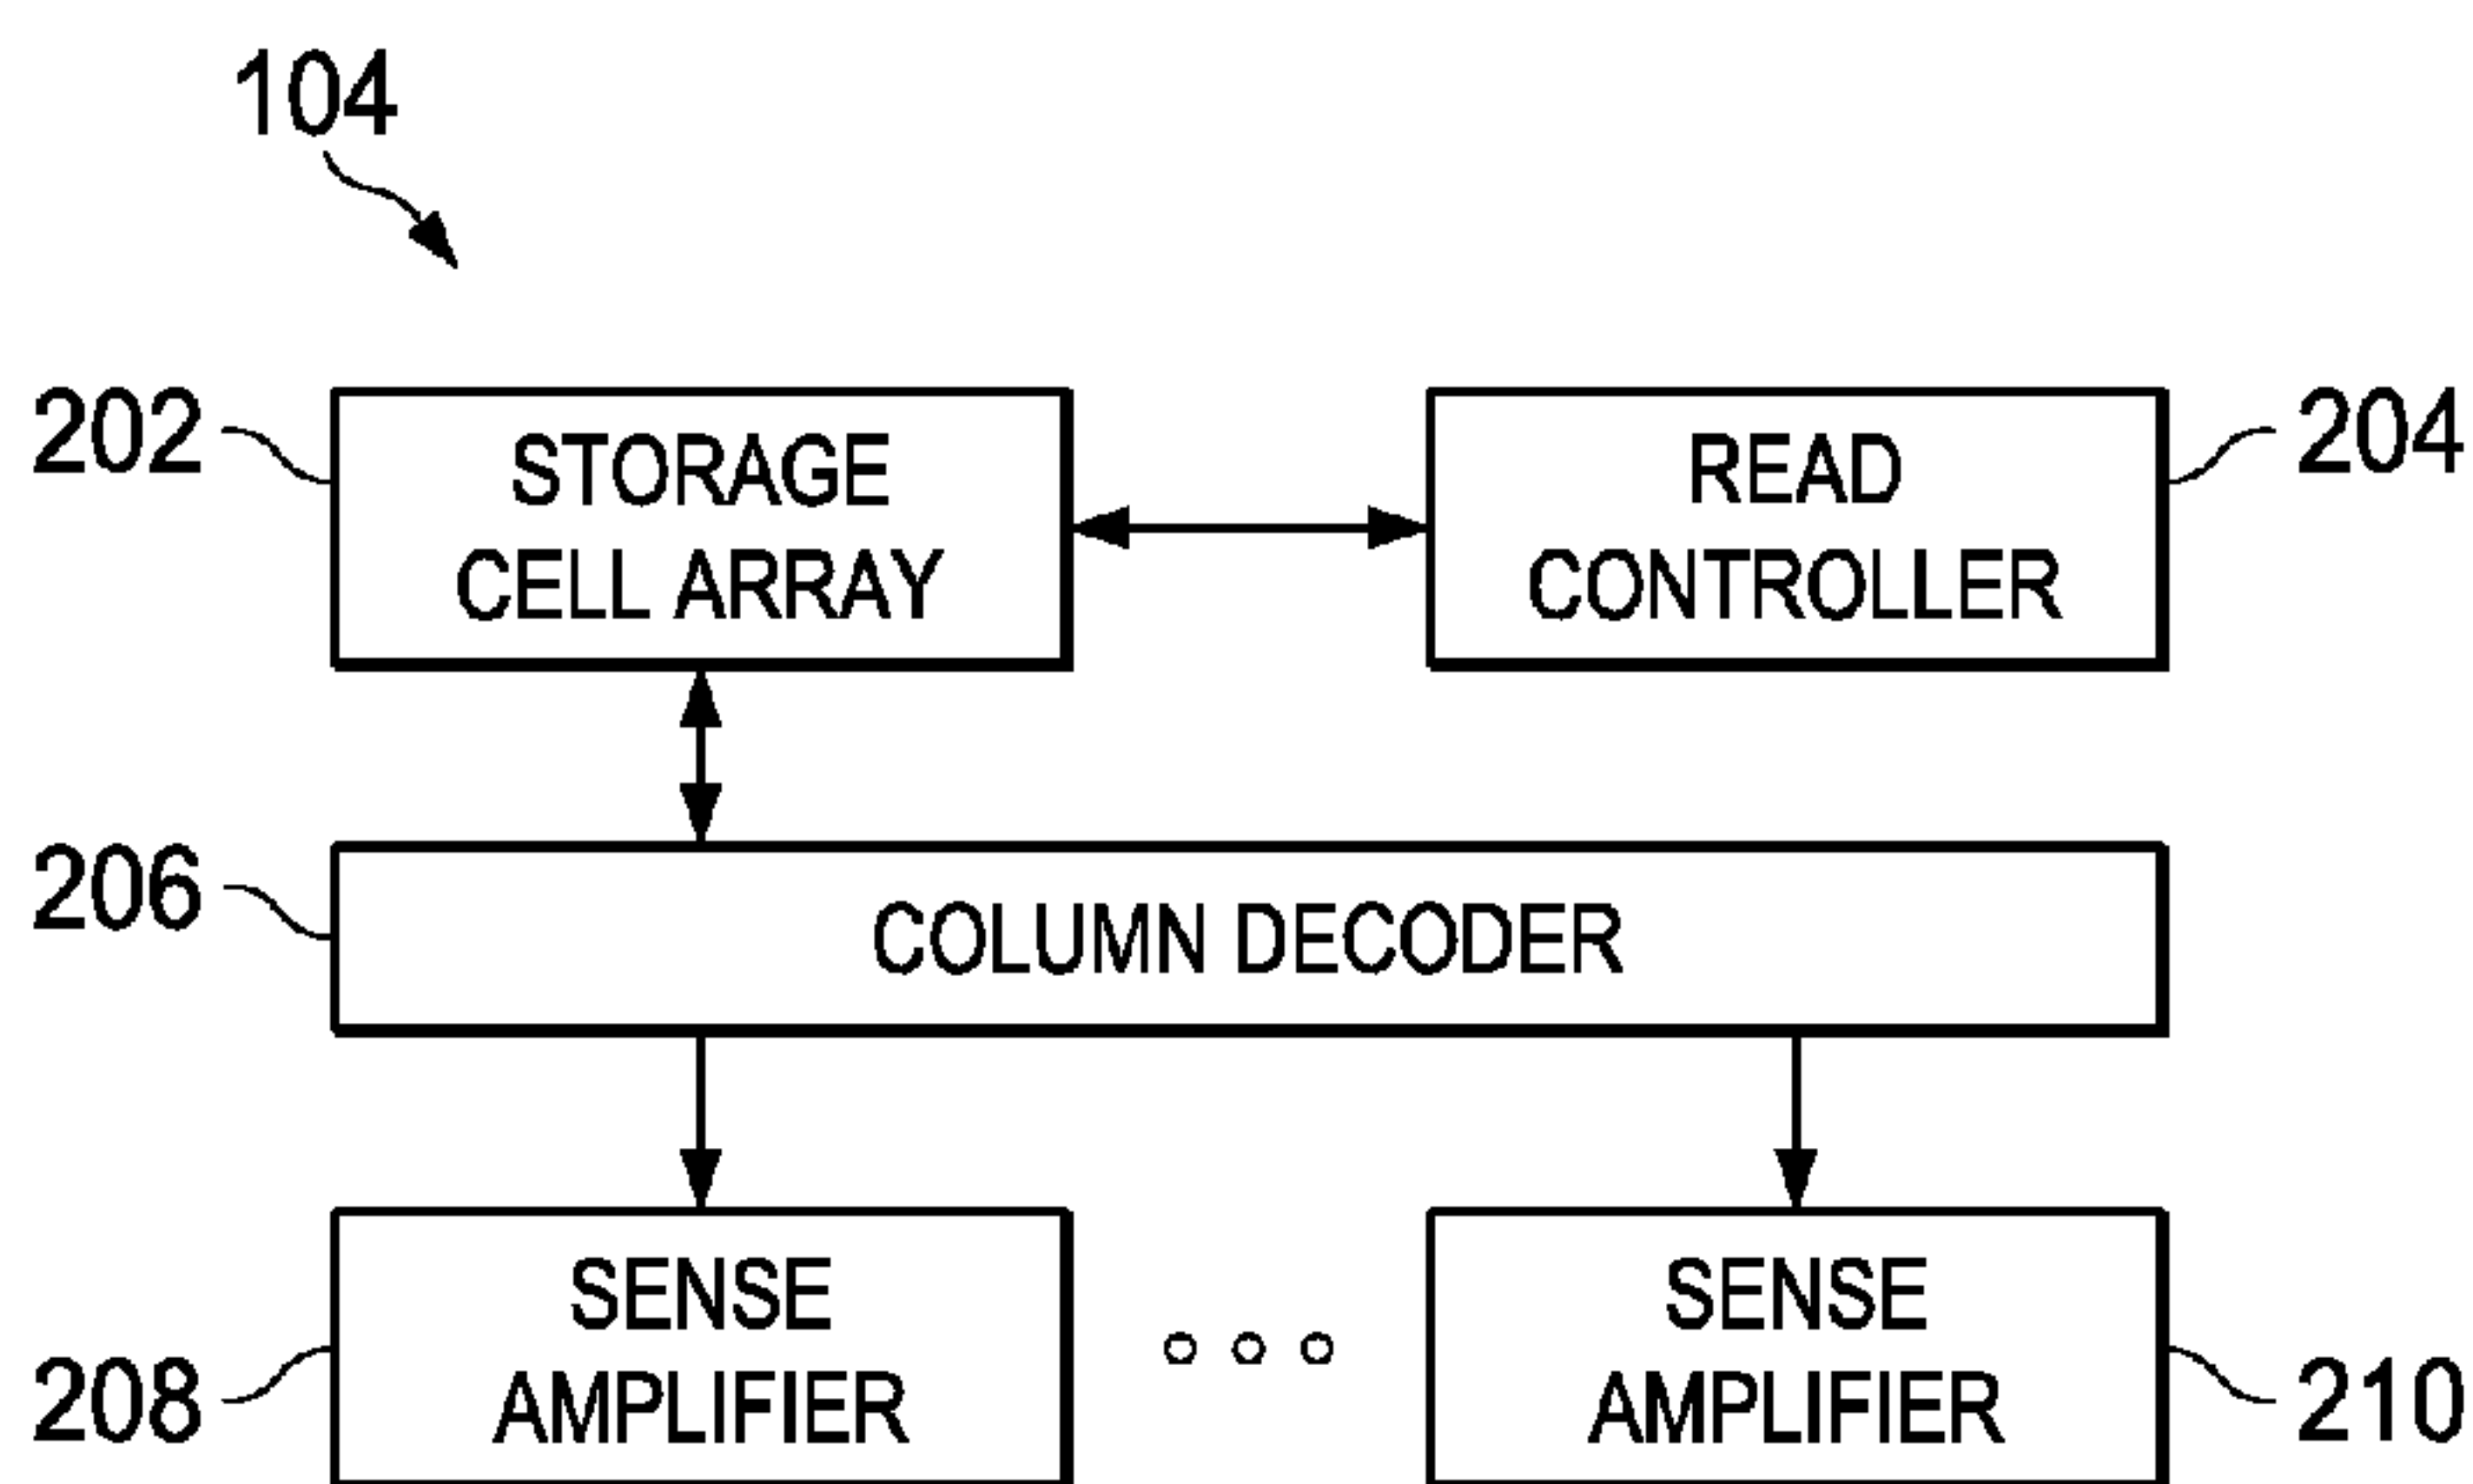 104
202
STORAGE
CELL ARRAY
READ
CONTROLLER
204
206
COLUMN DECODER
208
SENSE
AMPLIFIER
SENSE
AMPLIFIER
210